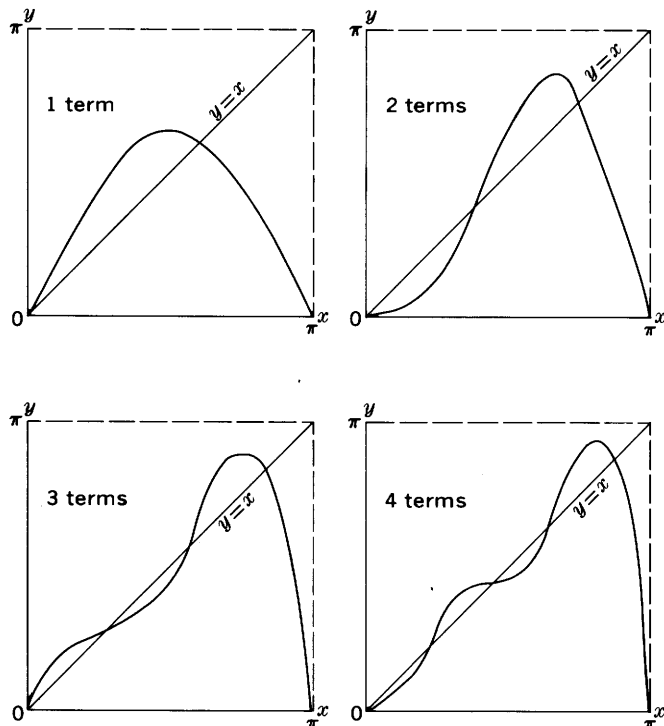 π y
1 term
y=x
0
π x
π y
2 terms
y=x
0
π x
π y
3 terms
y=x
0
π x
π y
4 terms
y=x
0
π x